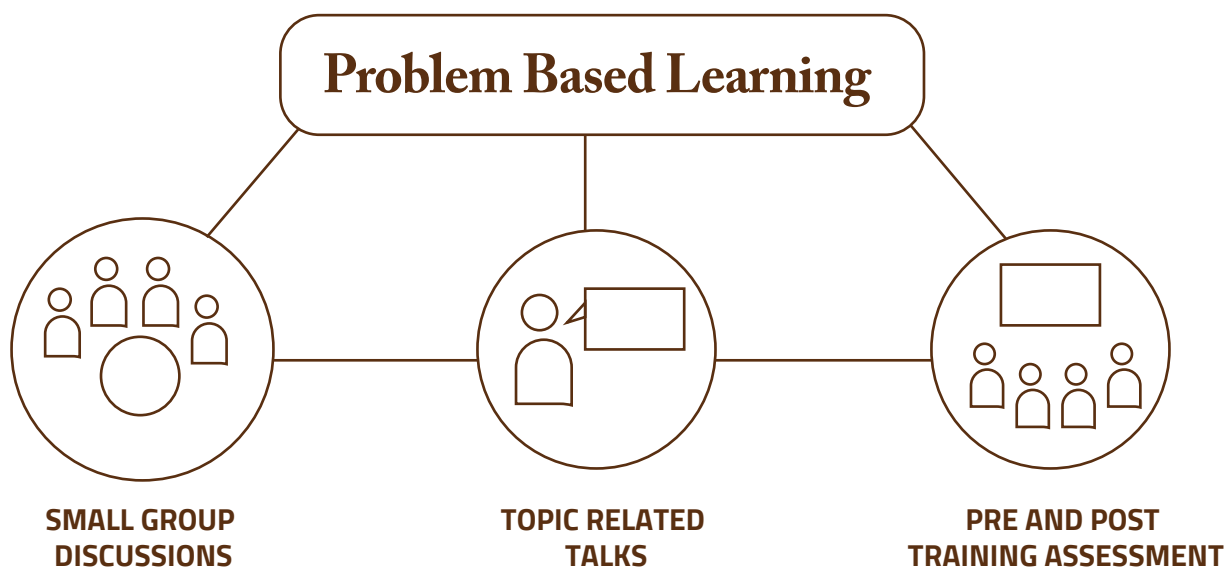 Problem Based Learning
SMALL GROUP
DISCUSSIONS
TOPIC RELATED
TALKS
PRE AND POST
TRAINING ASSESSMENT